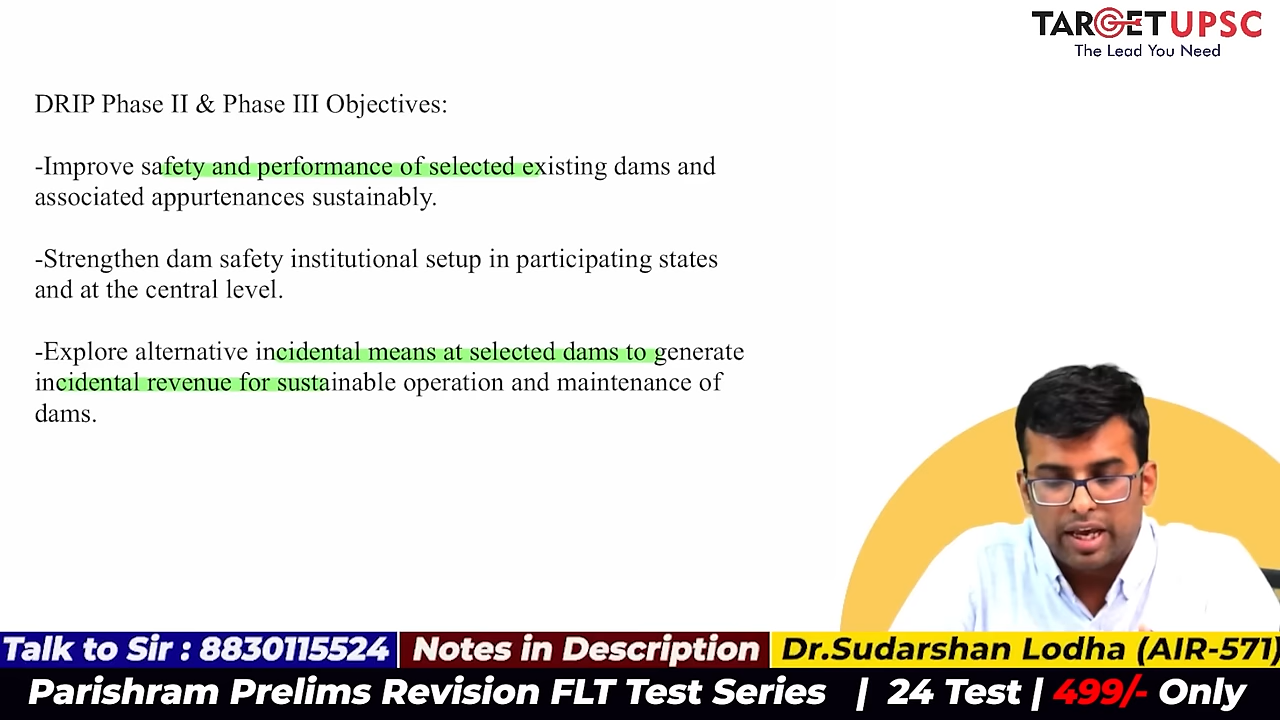 TARGETUPSC
The Lead You Need
DRIP Phase II & Phase III Objectives:
-Improve safety and performance of selected existing dams and
associated appurtenances sustainably.
-Strengthen dam safety institutional setup in participating states
and at the central level.
-Explore alternative incidental means at selected dams to generate
incidental revenue for sustainable operation and maintenance of
dams.
Talk to Sir : 8830115524
Notes in Description
Dr.Sudarshan Lodha (AIR-571)
Parishram Prelims Revision FLT Test Series | 24 Test | 499/- Only